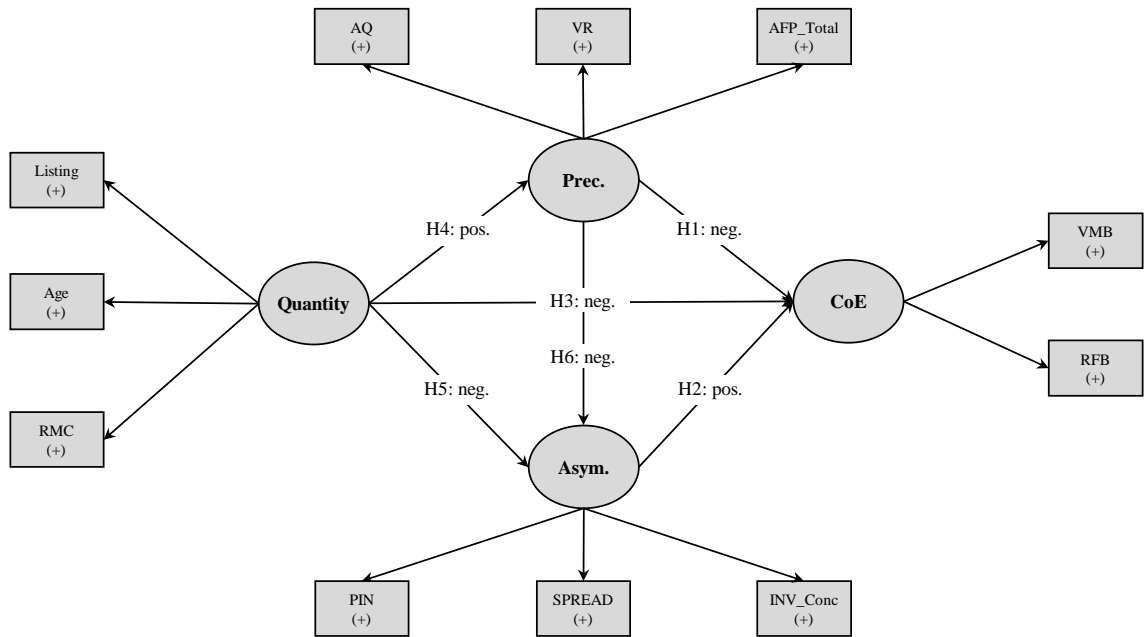 AQ
(+)
VR
(+)
AFP_Total
(+)
Listing
(+)
Prec.
H4: pos.
H1: neg.
VMB
(+)
Age
(+)
Quantity
H3: neg.
CoE
H6: neg.
RFB
(+)
H5: neg.
H2: pos.
RMC
(+)
Asym.
PIN
(+)
SPREAD
(+)
INV_Conc
(+)